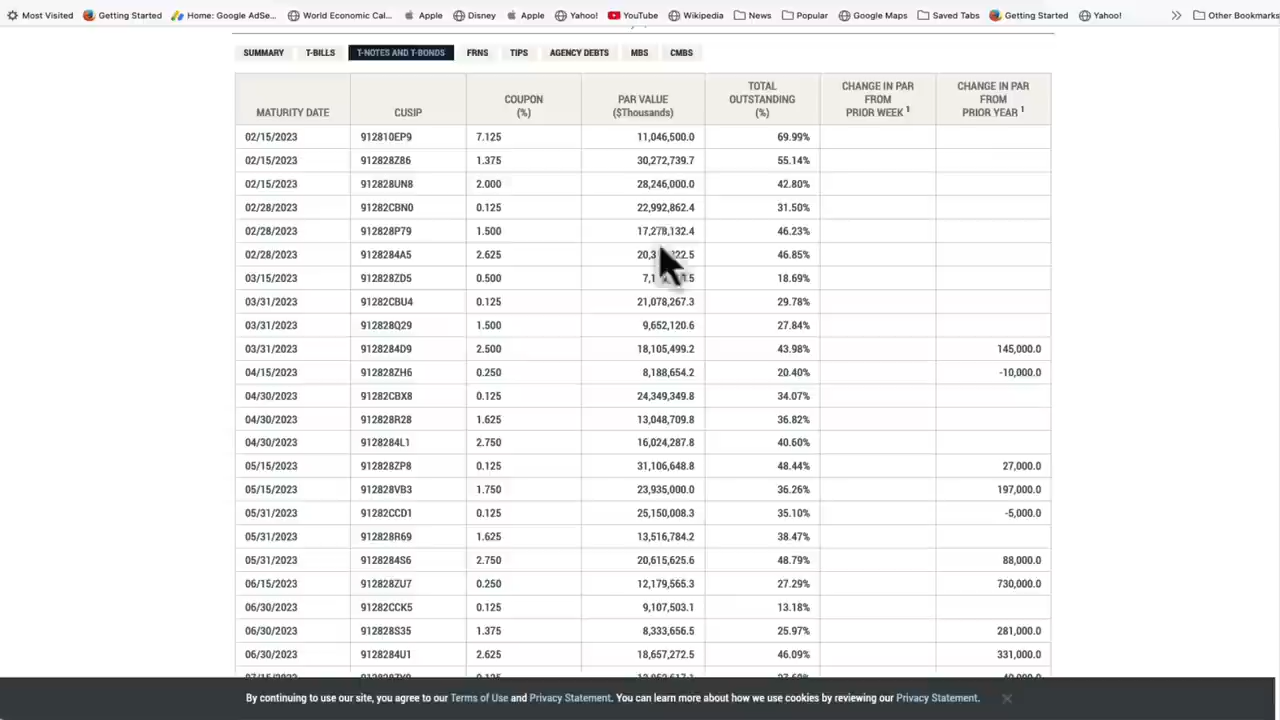 Most Visited Getting Started Home: Google AdSe... World Economic Cal... Apple Disney Apple Yahoo! YouTube Wikipedia News Popular Google Maps Saved Tabs Getting Started Yahoo! Other Bookmarks
SUMMARY T-BILLS T-NOTES AND T-BONDS FRNS TIPS AGENCY DEBTS MBS CMBS
MATURITY DATE CUSIP COUPON (%) PAR VALUE ($Thousands) TOTAL OUTSTANDING (%) CHANGE IN PAR FROM PRIOR WEEK 1 CHANGE IN PAR FROM PRIOR YEAR 1
02/15/2023 912810EP9 7.125 11,046,500.0 69.99%
02/15/2023 912828Z86 1.375 30,272,739.7 55.14%
02/15/2023 912828UN8 2.000 28,246,000.0 42.80%
02/28/2023 91282CBN0 0.125 22,992,862.4 31.50%
02/28/2023 912828P79 1.500 17,278,132.4 46.23%
02/28/2023 9128284A5 2.625 46.85%
03/15/2023 912828ZD5 0.500 18.69%
03/31/2023 91282CBU4 0.125 21,078,267.3 29.78%
03/31/2023 912828Q29 1.500 9,652,120.6 27.84%
03/31/2023 9128284D9 2.500 18,105,499.2 43.98% 145,000.0
04/15/2023 912828ZH6 0.250 8,188,654.2 20.40% -10,000.0
04/30/2023 91282CBX8 0.125 24,349,349.8 34.07%
04/30/2023 912828R28 1.625 13,048,709.8 36.82%
04/30/2023 9128284L1 2.750 16,024,287.8 40.60%
05/15/2023 912828ZP8 0.125 31,106,648.8 48.44% 27,000.0
05/15/2023 912828VB3 1.750 23,935,000.0 36.26% 197,000.0
05/31/2023 91282CCD1 0.125 25,150,008.3 35.10% -5,000.0
05/31/2023 912828R69 1.625 13,516,784.2 38.47%
05/31/2023 9128284S6 2.750 20,615,625.6 48.79% 88,000.0
06/15/2023 912828ZU7 0.250 12,179,565.3 27.29% 730,000.0
06/30/2023 91282CCK5 0.125 9,107,503.1 13.18%
06/30/2023 912828S35 1.375 8,333,656.5 25.97% 281,000.0
06/30/2023 9128284U1 2.625 18,657,272.5 46.09% 331,000.0
By continuing to use our site, you agree to our Terms of Use and Privacy Statement. You can learn more about how we use cookies by reviewing our Privacy Statement.